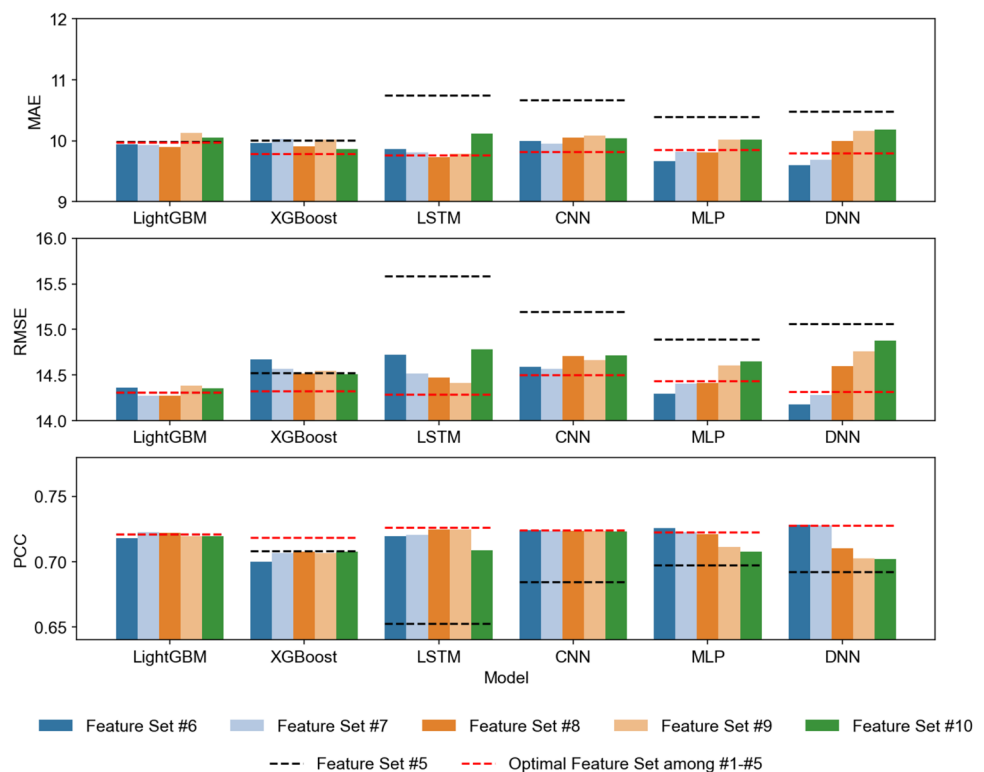 12
11
10
9
MAE
LightGBM XGBoost LSTM CNN MLP DNN
16.0
15.5
15.0
14.5
14.0
RMSE
LightGBM XGBoost LSTM CNN MLP DNN
0.75
0.70
0.65
PCC
LightGBM XGBoost LSTM CNN MLP DNN
Model
Feature Set #6 Feature Set #7 Feature Set #8 Feature Set #9 Feature Set #10
Feature Set #5 Optimal Feature Set among #1-#5